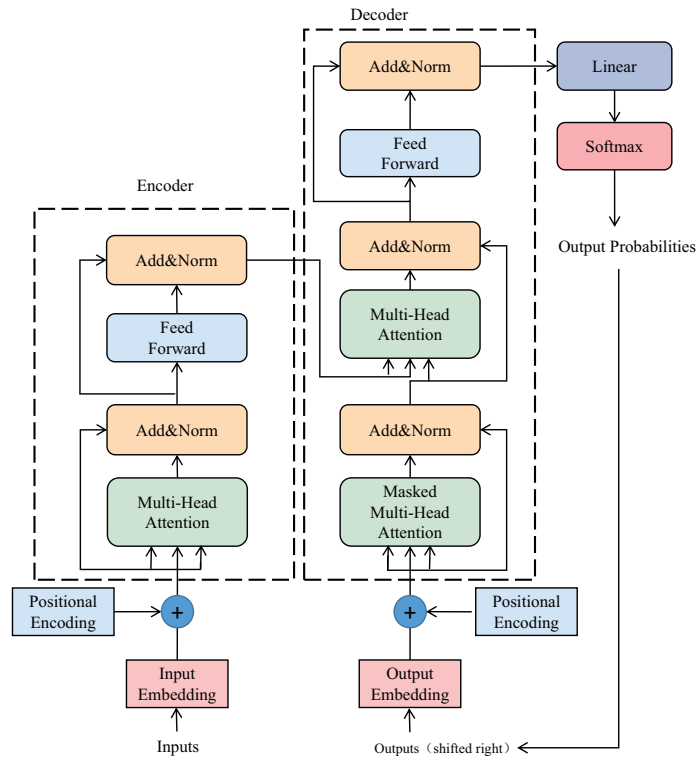 Decoder
Add&Norm
Linear
Feed
Forward
Softmax
Encoder
Add&Norm
Output Probabilities
Add&Norm
Multi-Head
Attention
Feed
Forward
Add&Norm
Add&Norm
Multi-Head
Attention
Masked
Multi-Head
Attention
Positional
Encoding
+
+
Positional
Encoding
Input
Embedding
Output
Embedding
Inputs
Outputs（shifted right）